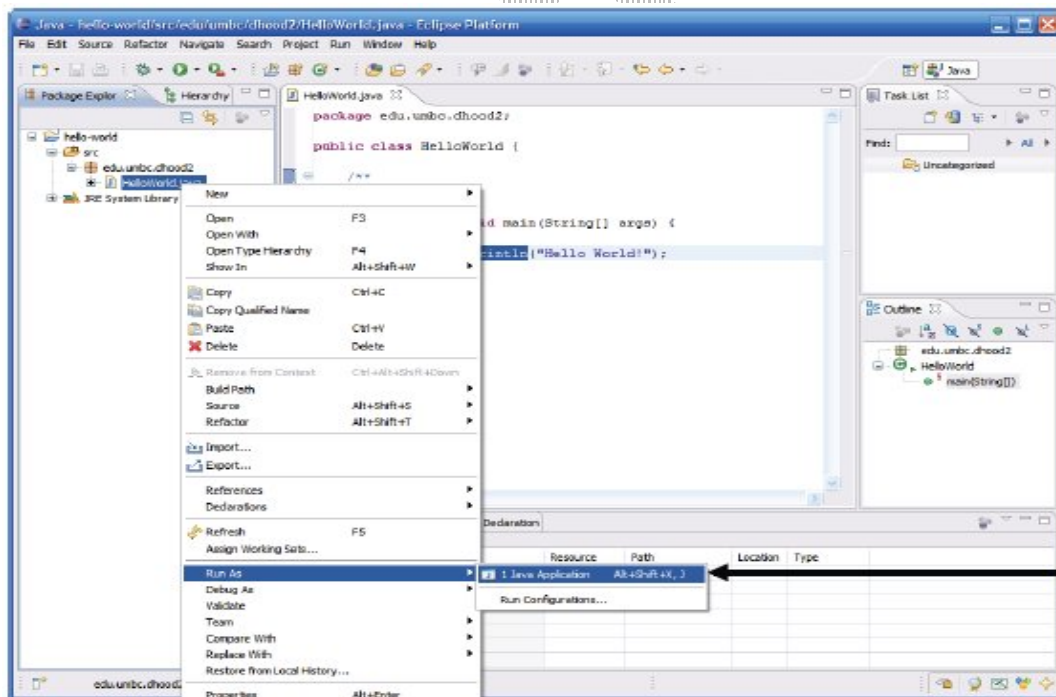 Java - hello-world/src/edu/umbc/dhood2/HelloWorld.java - Eclipse Platform
File Edit Source Refactor Navigate Search Project Run Window Help
Java
Package Explor Hierarchy
HelloWorld.java
Task List
hello-world
src
edu.umbc.dhood2
HelloWorld.java
JRE System Library
package edu.umbc.dhood2;
public class HelloWorld {
/**
id main(String[] args) {
rintln("Hello World!");
Find: All
Uncategorized
Outline
edu.umbc.dhood2
HelloWorld
S main(String[])
New
Open F3
Open With
Open Type Hierarchy F4
Show In Alt+Shift+W
Copy Ctrl+C
Copy Qualified Name
Paste Ctrl+V
Delete Delete
Remove from Context Ctrl+Alt+Shift+Down
Build Path
Source Alt+Shift+S
Refactor Alt+Shift+T
Import...
Export...
References
Declarations
Refresh F5
Assign Working Sets...
Run As
Debug As
Validate
Team
Compare With
Replace With
Restore from Local History...
Properties Alt+Enter
1 Java Application Alt+Shift+X, J
Run Configurations...
Declaration
Resource Path Location Type
edu.umbc.dhood2